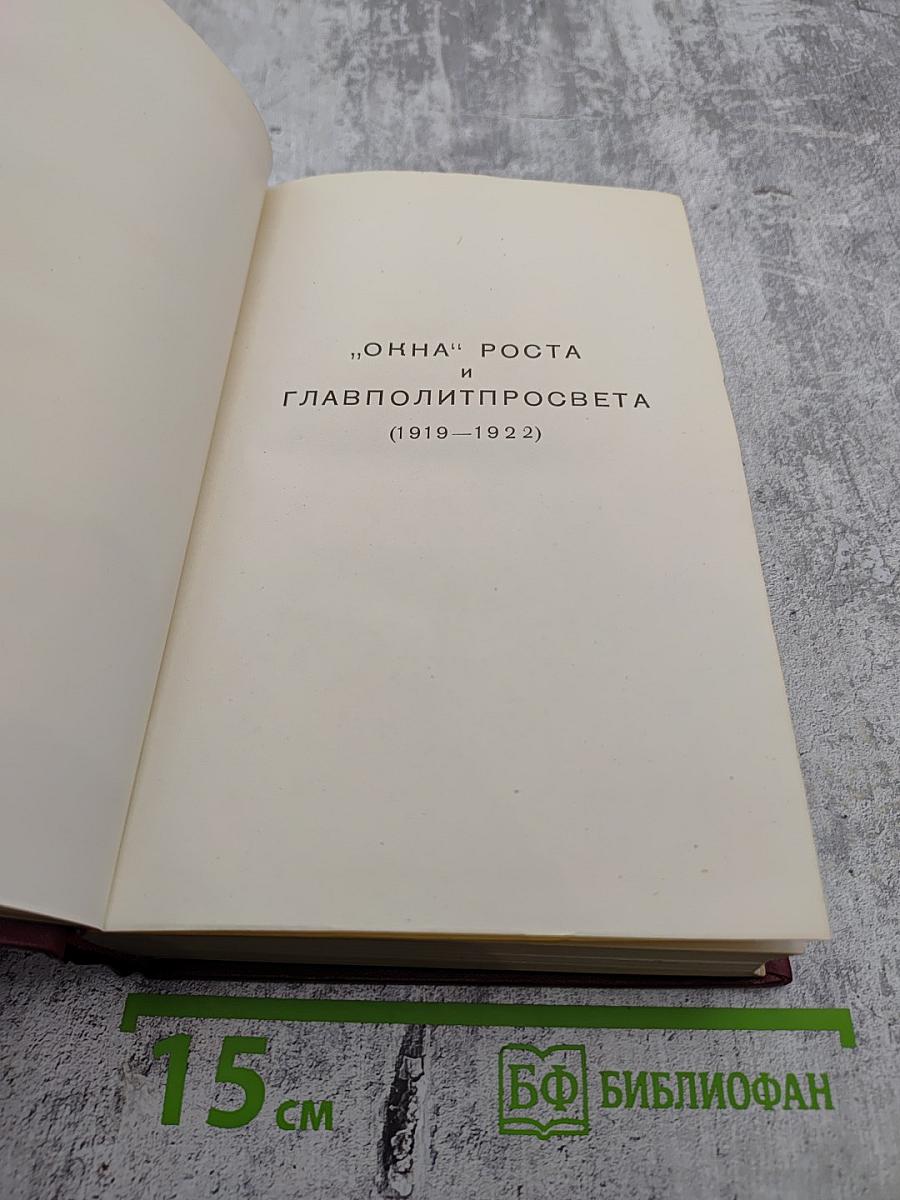 „ОКНА“ РОСТА
и
ГЛАВПОЛИТПРОСВЕТА
(1919—1922)
15 см
БФ БИБЛИОФАН